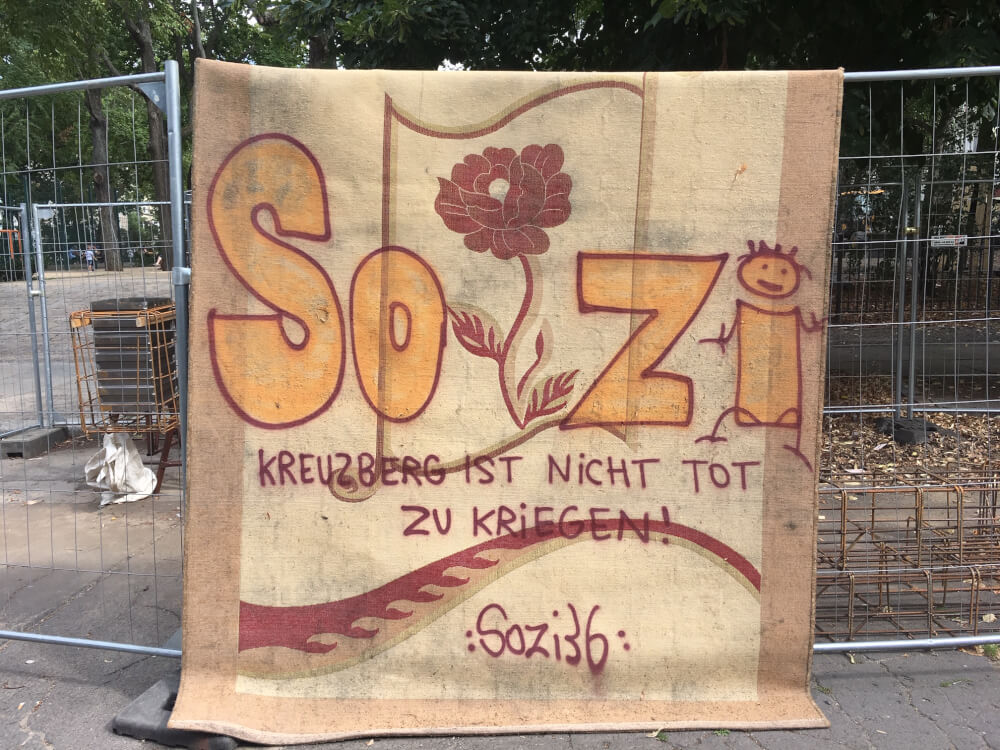 SoZi
KREUZBERG IST NiCHT TOT
ZU KRiEGEN!
:Sozi36: